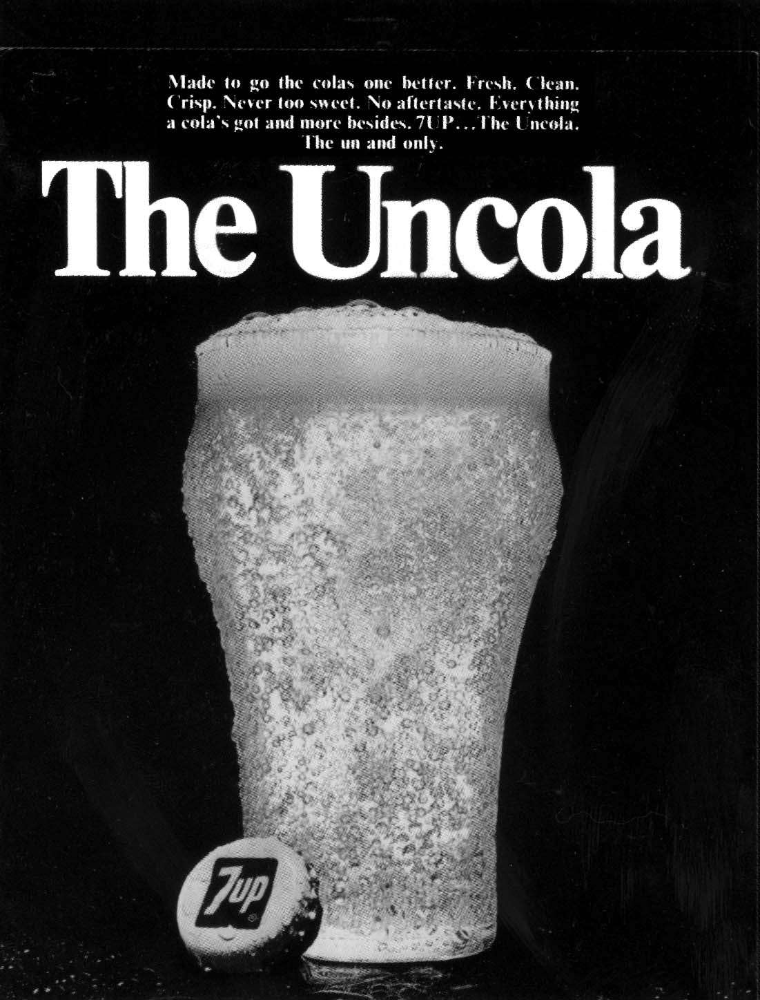 Made to go the colas one better. Fresh. Clean.
Crisp. Never too sweet. No aftertaste. Everything
a cola's got and more besides. 7UP...The Uncola.
The un and only.
The Uncola
7up
®